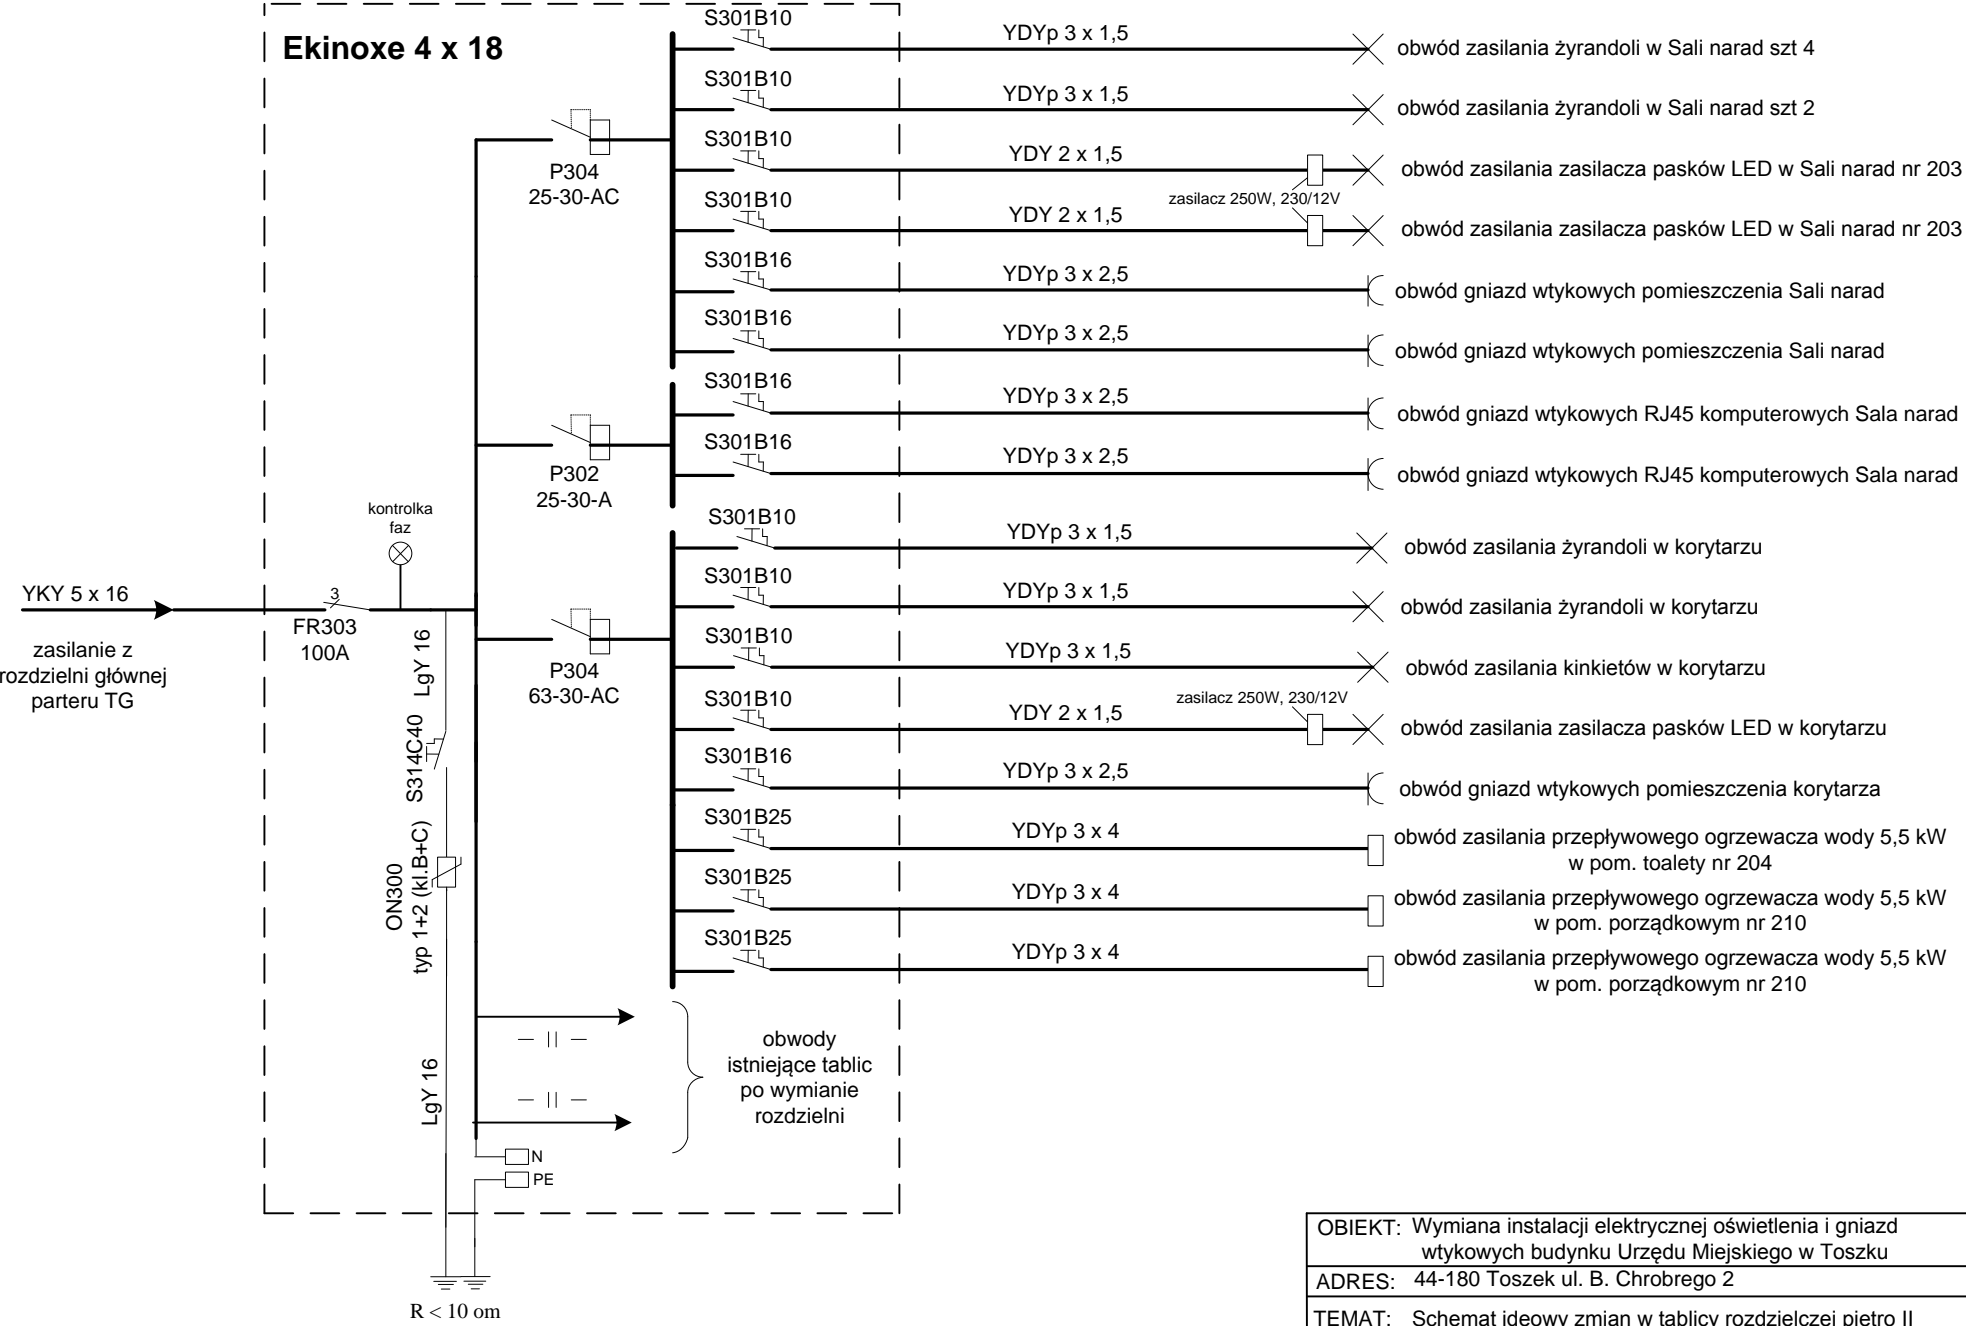 Ekinoxe 4 x 18
S301B10
YDYp 3 x 1,5
obwód zasilania żyrandoli w Sali narad szt 4
S301B10
YDYp 3 x 1,5
obwód zasilania żyrandoli w Sali narad szt 2
S301B10
YDY 2 x 1,5
obwód zasilania zasilacza pasków LED w Sali narad nr 203
P304
25-30-AC
zasilacz 250W, 230/12V
S301B10
YDY 2 x 1,5
obwód zasilania zasilacza pasków LED w Sali narad nr 203
S301B16
YDYp 3 x 2,5
obwód gniazd wtykowych pomieszczenia Sali narad
S301B16
YDYp 3 x 2,5
obwód gniazd wtykowych pomieszczenia Sali narad
S301B16
YDYp 3 x 2,5
obwód gniazd wtykowych RJ45 komputerowych Sala narad
P302
25-30-A
S301B16
YDYp 3 x 2,5
obwód gniazd wtykowych RJ45 komputerowych Sala narad
kontrolka
faz
S301B10
YDYp 3 x 1,5
obwód zasilania żyrandoli w korytarzu
YKY 5 x 16
zasilanie z
rozdzielni głównej
parteru TG
3
FR303
100A
S301B10
YDYp 3 x 1,5
obwód zasilania żyrandoli w korytarzu
P304
63-30-AC
S301B10
YDYp 3 x 1,5
obwód zasilania kinkietów w korytarzu
S301B10
YDY 2 x 1,5
zasilacz 250W, 230/12V
obwód zasilania zasilacza pasków LED w korytarzu
S301B16
YDYp 3 x 2,5
obwód gniazd wtykowych pomieszczenia korytarza
S301B25
YDYp 3 x 4
obwód zasilania przepływowego ogrzewacza wody 5,5 kW
w pom. toalety nr 204
S301B25
YDYp 3 x 4
obwód zasilania przepływowego ogrzewacza wody 5,5 kW
w pom. porządkowym nr 210
S301B25
YDYp 3 x 4
obwód zasilania przepływowego ogrzewacza wody 5,5 kW
w pom. porządkowym nr 210
LgY 16
S314C40
ON300
typ 1+2 (kl.B+C)
LgY 16
obwody
istniejące tablic
po wymianie
rozdzielni
N
PE
R < 10 om
OBIEKT: Wymiana instalacji elektrycznej oświetlenia i gniazd
wtykowych budynku Urzędu Miejskiego w Toszku
ADRES: 44-180 Toszek ul. B. Chrobrego 2
TEMAT: Schemat ideowy zmian w tablicy rozdzielczej piętro II